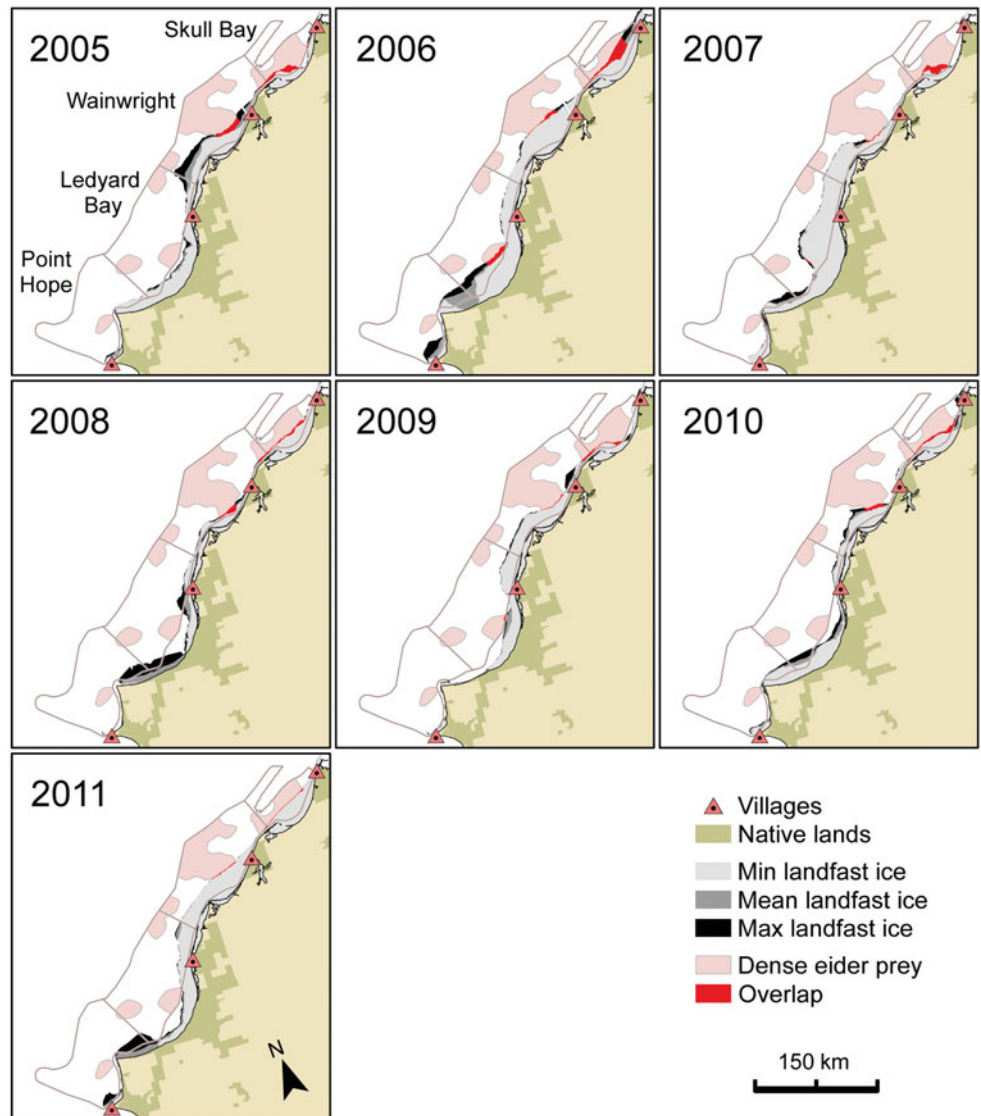 2005
Skull Bay
Wainwright
Ledyard
Bay
Point
Hope
2006
2007
2008
2009
2010
2011
N
Villages
Native lands
Min landfast ice
Mean landfast ice
Max landfast ice
Dense eider prey
Overlap
150 km